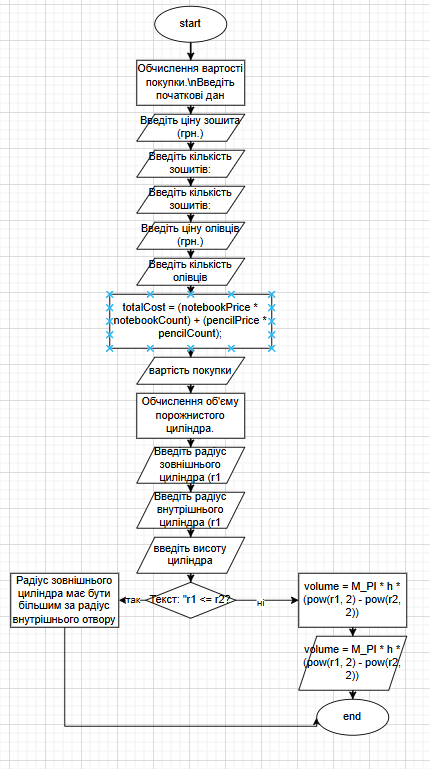 start
Обчислення вартості
покупки.\nВведіть
початкові дан
Введіть ціну зошита
(грн.)
Введіть кількість
зошитів:
Введіть кількість
зошитів:
Введіть ціну олівців
(грн.)
Введіть кількість
олівців
totalCost = (notebookPrice *
notebookCount) + (pencilPrice *
pencilCount);
вартість покупки
Обчислення об'єму
порожнистого
циліндра.
Введіть радіус
зовнішнього
циліндра (r1
Введіть радіус
внутрішнього
циліндра (r1
введіть висоту
циліндра
Текст: "r1 <= r2?
так
ні
Радіус зовнішнього
циліндра має бути
більшим за радіус
внутрішнього отвору
volume = M_PI * h *
(pow(r1, 2) - pow(r2,
2))
volume = M_PI * h *
(pow(r1, 2) - pow(r2,
2))
end